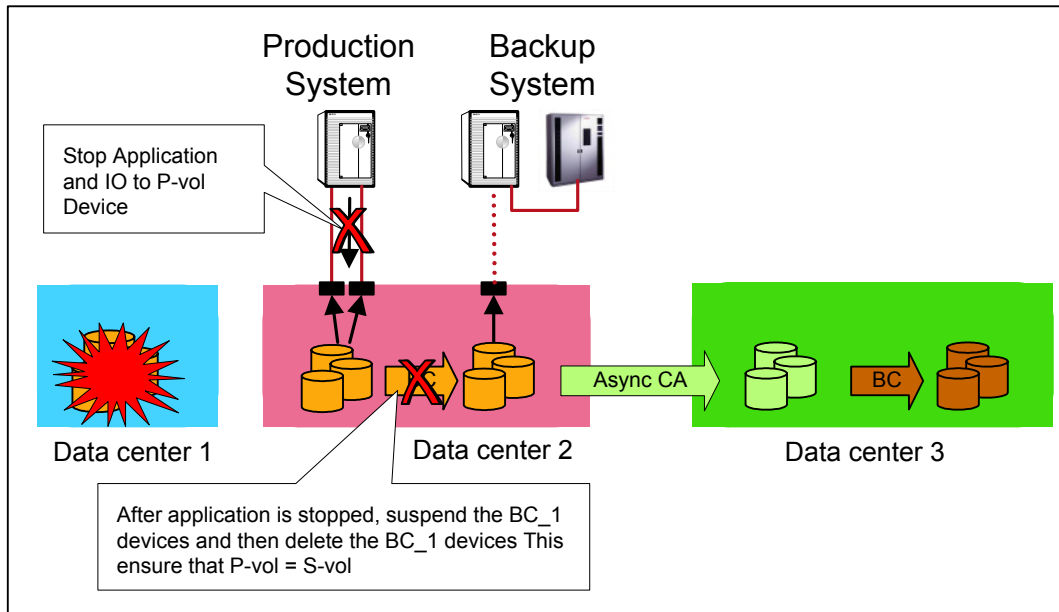 Production
System
Backup
System
Stop Application
and IO to P-vol
Device
Async CA
BC
Data center 1
Data center 2
Data center 3
After application is stopped, suspend the BC_1
devices and then delete the BC_1 devices This
ensure that P-vol = S-vol